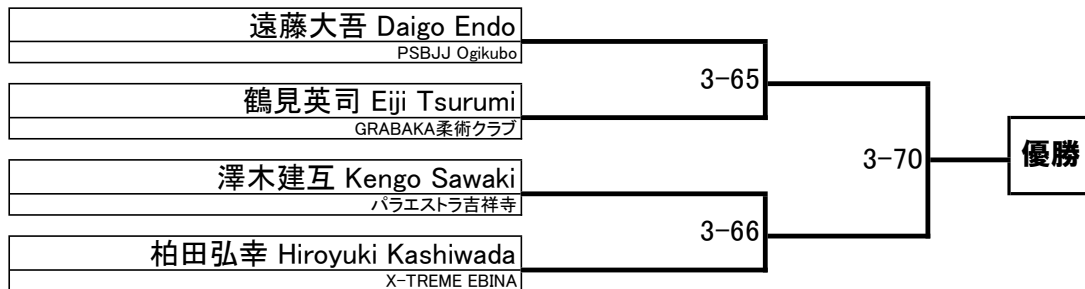 遠藤大吾 Daigo Endo
PSBJJ Ogikubo
3-65
鶴見英司 Eiji Tsurumi
GRABAKA柔術クラブ
3-70
優勝
澤木建互 Kengo Sawaki
パラエストラ吉祥寺
3-66
柏田弘幸 Hiroyuki Kashiwada
X-TREME EBINA